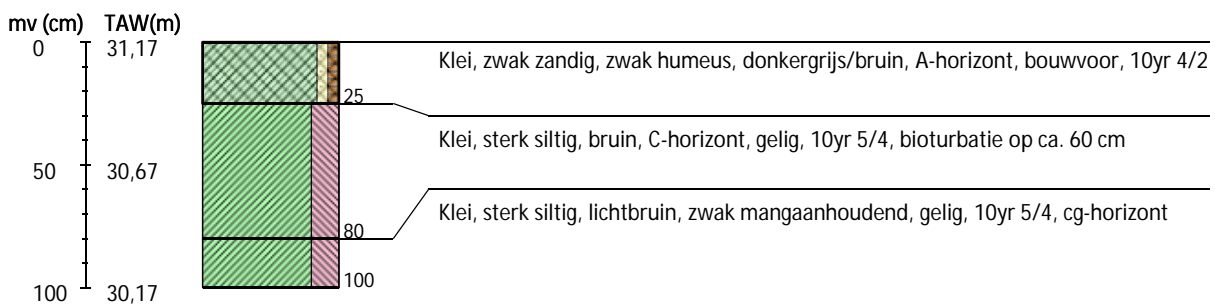 mv (cm) TAW(m)
0 31,17
Klei, zwak zandig, zwak humeus, donkergrijs/bruin, A-horizont, bouwvoor, 10yr 4/2
25
Klei, sterk siltig, bruin, C-horizont, gelig, 10yr 5/4, bioturbatie op ca. 60 cm
50 30,67
Klei, sterk siltig, lichtbruin, zwak mangaanhoudend, gelig, 10yr 5/4, cg-horizont
80
100
100 30,17